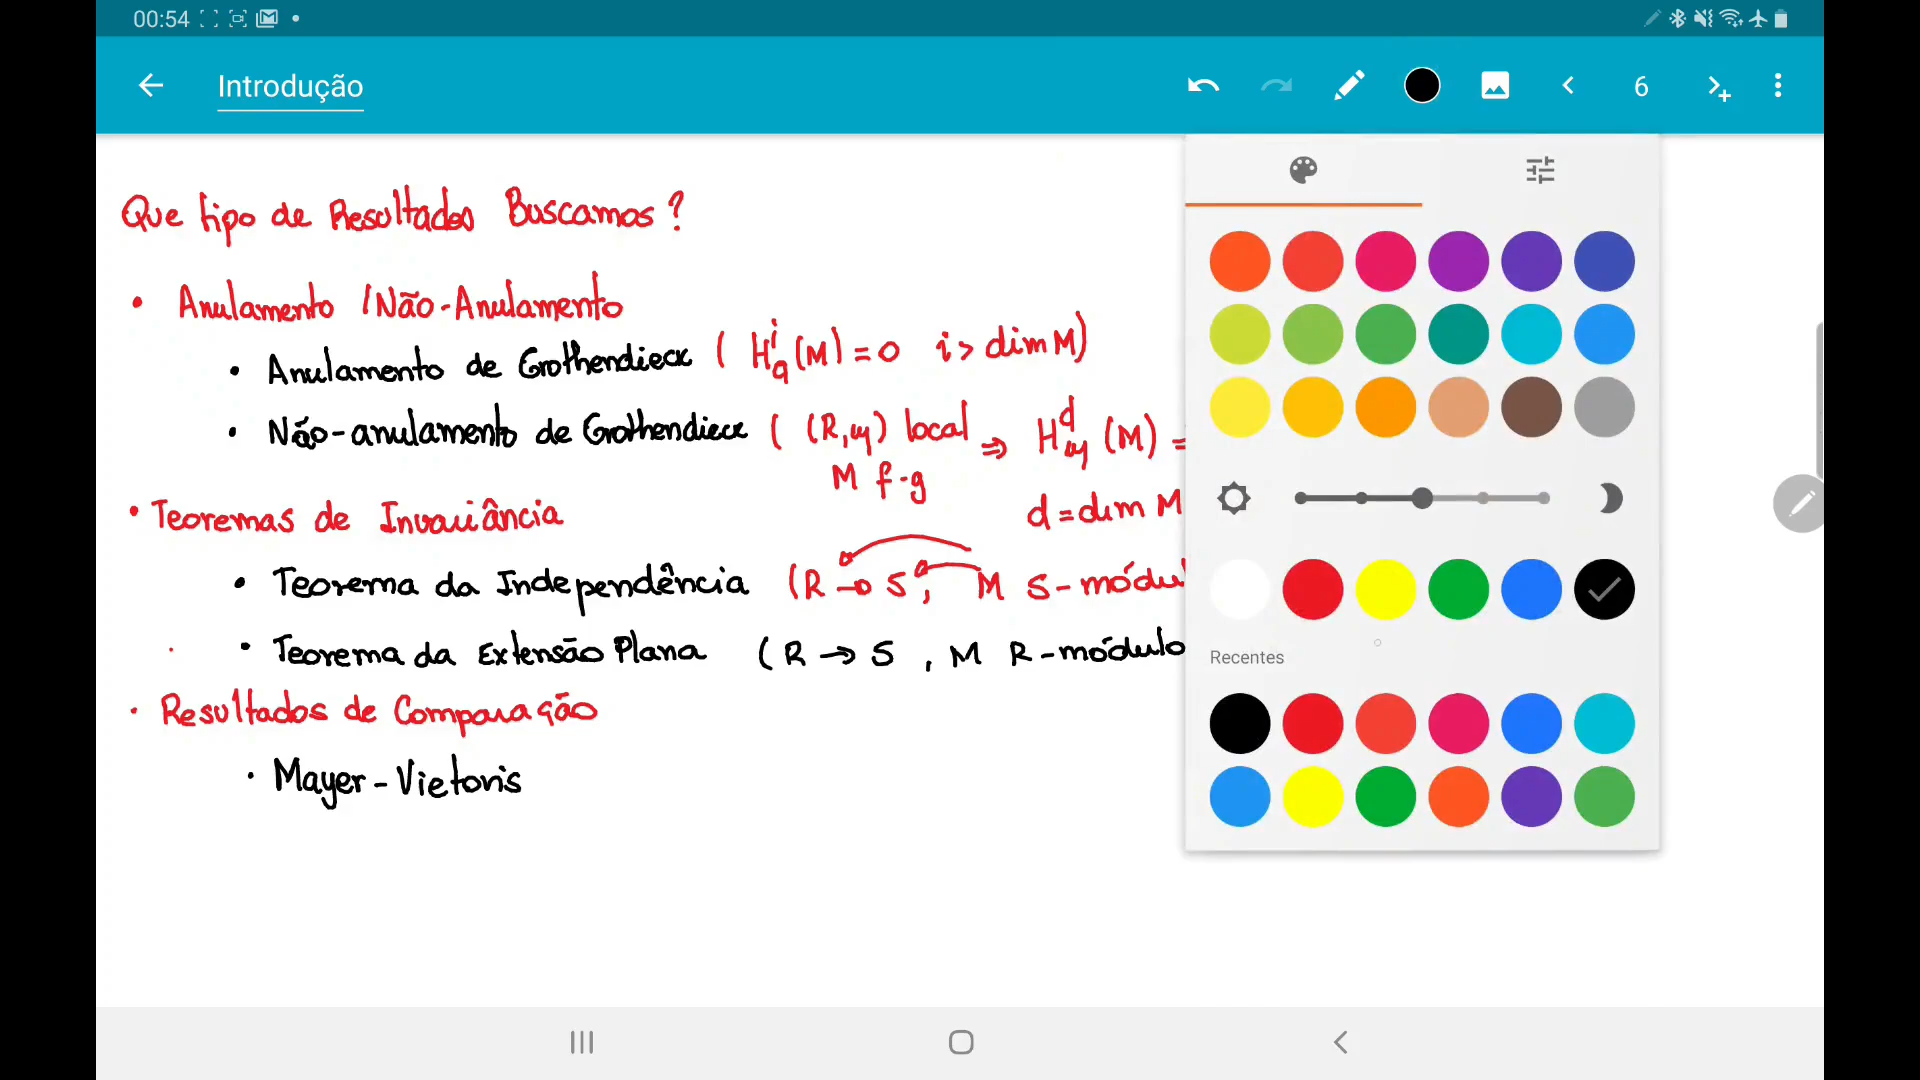 00:54
Introdução
6
Que tipo de Resultados Buscamos?
• Anulamento / Não-Anulamento
• Anulamento de Grothendieck ( H^i_a (M) = 0 i > dim M)
• Não-anulamento de Grothendieck ( (R, m) local ⇒ H^d_m (M) =
M f.g
d = dim M
• Teoremas de Invariância
• Teorema da Independência (R → S, M S-módul
• Teorema da Extensão Plana (R → S , M R-módulo
• Resultados de Comparação
• Mayer-Vietoris
Recentes